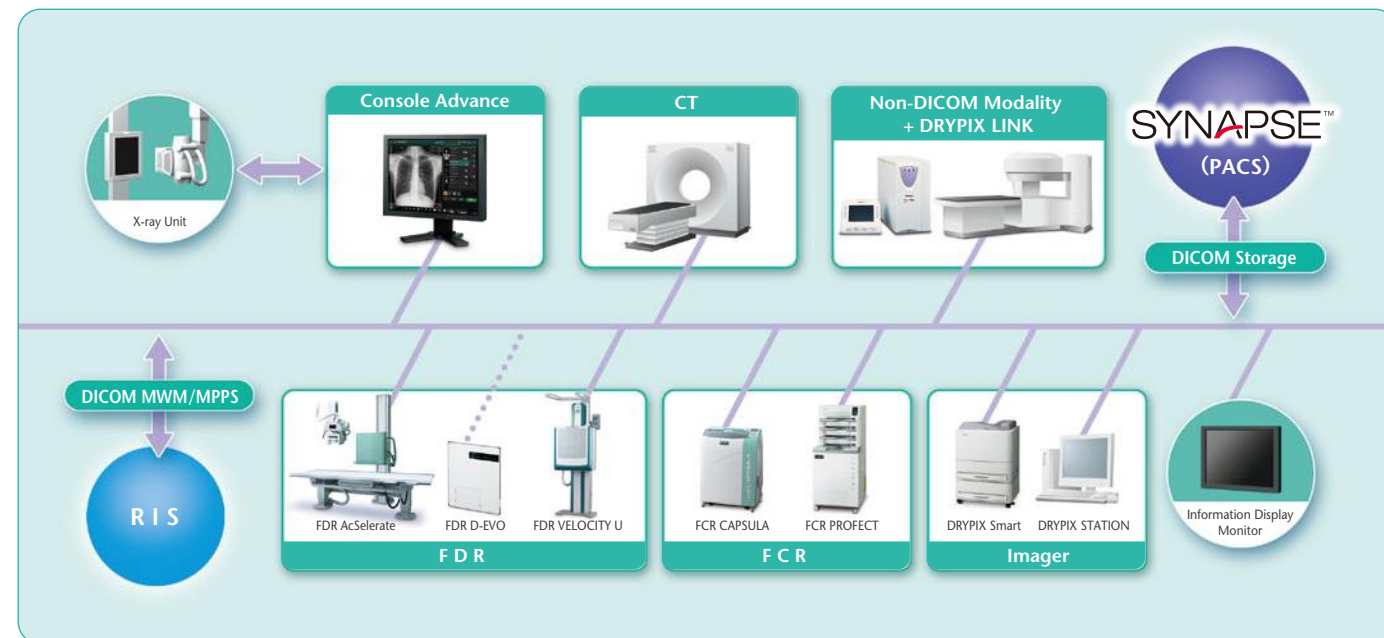 Console Advance
CT
Non-DICOM Modality
+ DRYPIX LINK
SYNAPSE™
(PACS)
X-ray Unit
DICOM Storage
DICOM MWM/MPPS
RIS
FDR AcSelerate
FDR D-EVO
FDR VELOCITY U
FDR
FCR CAPSULA
FCR PROFECT
FCR
DRYPIX Smart
DRYPIX STATION
Imager
Information Display
Monitor